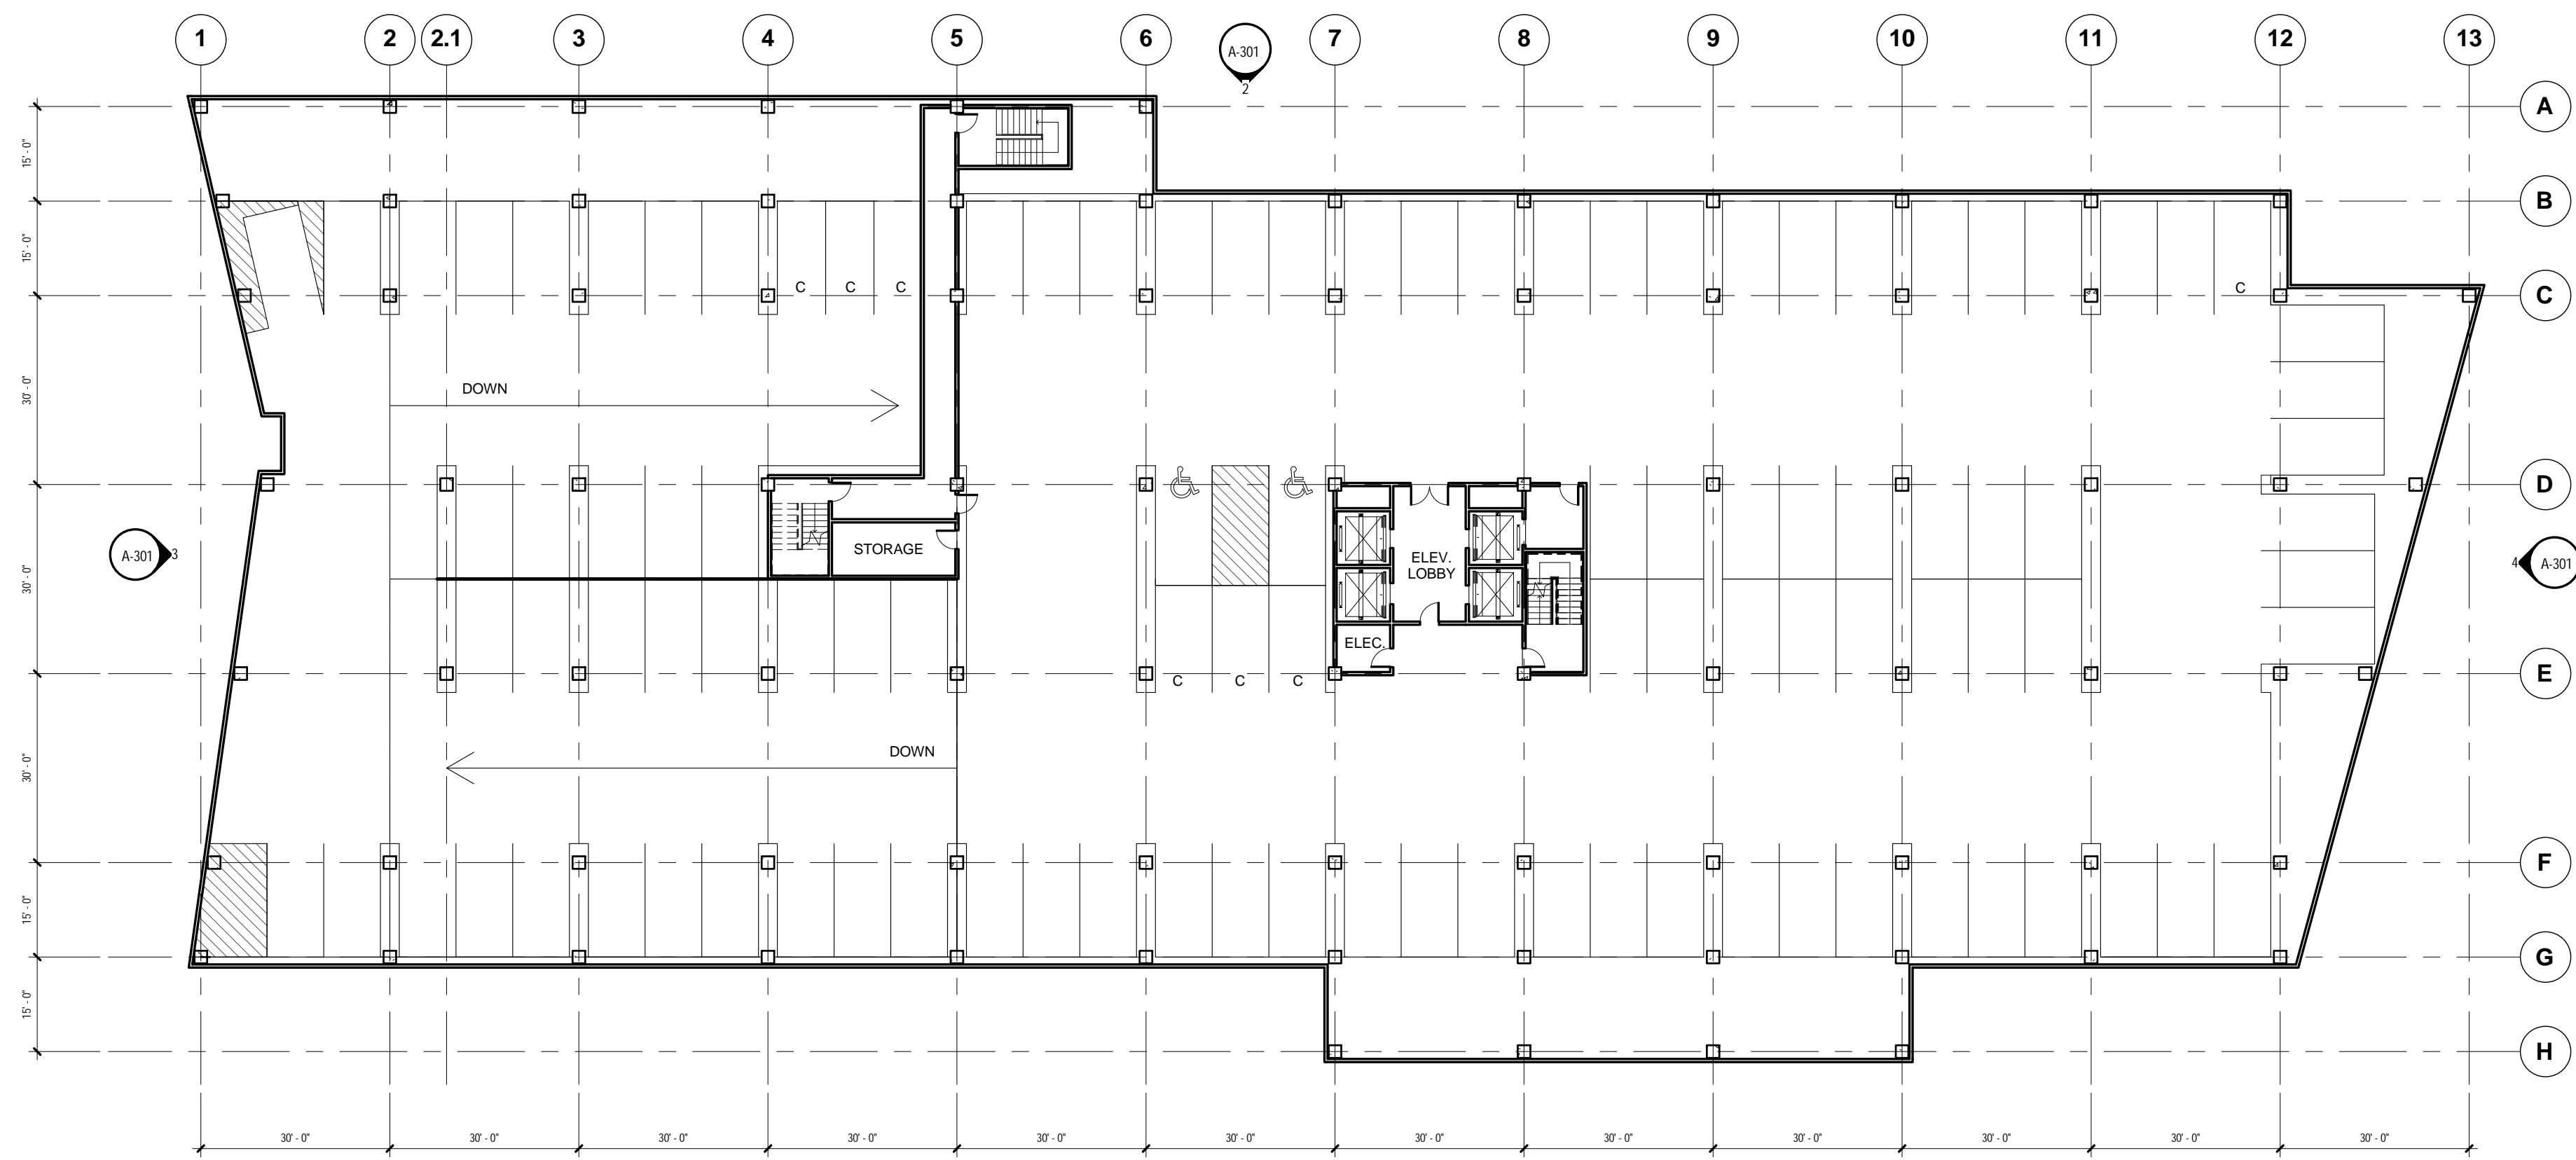 1 2 2.1 3 4 5 6 7 8 9 10 11 12 13
A-301
2
A
15' - 0"
B
15' - 0"
C C C C
C
30' - 0"
DOWN
D
30' - 0"
STORAGE
ELEV.
LOBBY
A-301
3
4
A-301
ELEC.
E
C C C
30' - 0"
DOWN
F
15' - 0"
G
15' - 0"
H
30' - 0" 30' - 0" 30' - 0" 30' - 0" 30' - 0" 30' - 0" 30' - 0" 30' - 0" 30' - 0" 30' - 0" 30' - 0" 30' - 0"